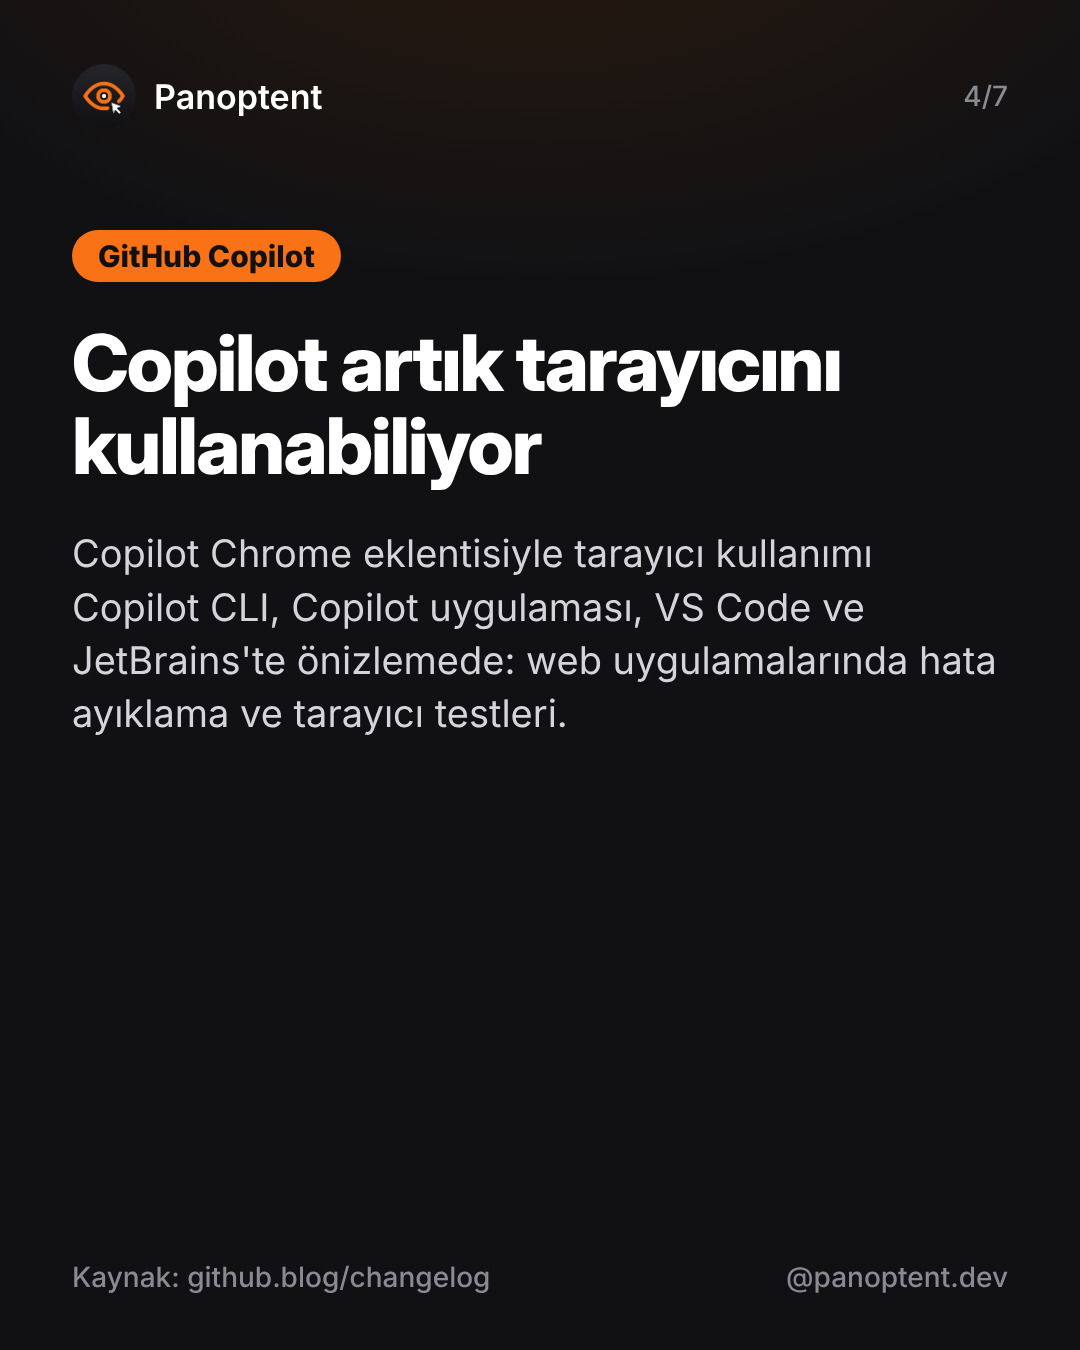 Panoptent
4/7
GitHub Copilot
Copilot artık tarayıcını
kullanabiliyor
Copilot Chrome eklentisiyle tarayıcı kullanımı
Copilot CLI, Copilot uygulaması, VS Code ve
JetBrains'te önizlemede: web uygulamalarında hata
ayıklama ve tarayıcı testleri.
Kaynak: github.blog/changelog
@panoptent.dev